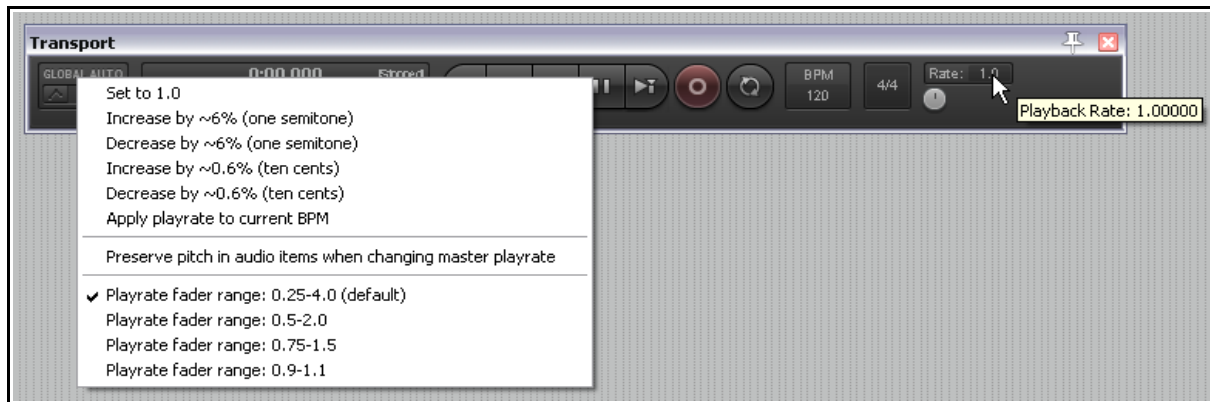 Transport
GLOBAL AUTO
0:00.000 [Stopped]
BPM
120
4/4
Rate: 1.0
Playback Rate: 1.00000
Set to 1.0
Increase by ~6% (one semitone)
Decrease by ~6% (one semitone)
Increase by ~0.6% (ten cents)
Decrease by ~0.6% (ten cents)
Apply playrate to current BPM
Preserve pitch in audio items when changing master playrate
Playrate fader range: 0.25-4.0 (default)
Playrate fader range: 0.5-2.0
Playrate fader range: 0.75-1.5
Playrate fader range: 0.9-1.1